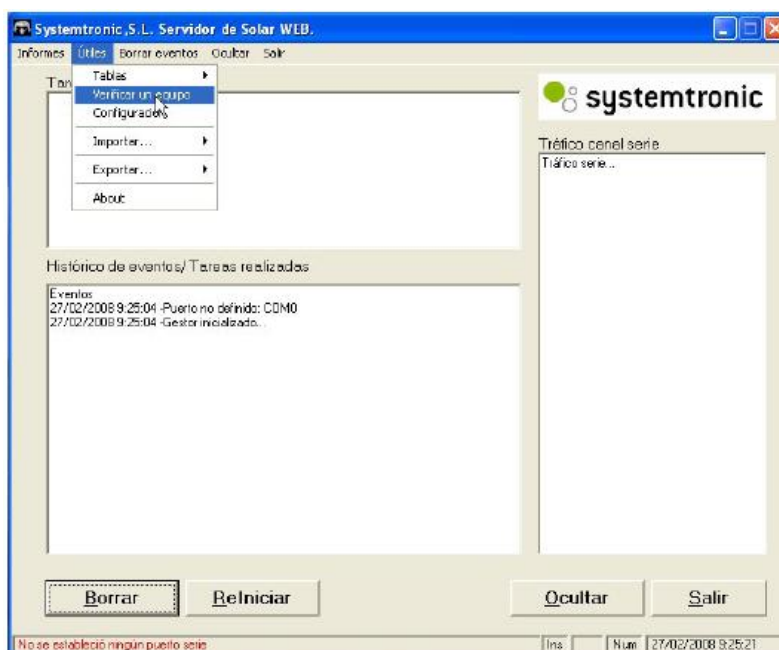 Systemtronic,S.L. Servidor de Solar WEB.
Informes Útiles Borrar eventos Ocultar Salir
Tablas
Verificar un equipo
Importar...
Exportar...
About
systemtronic
Tráfico canal serie
Tráfico serie...
Histórico de eventos/ Tareas realizadas
Eventos
27/02/2008 9:25:04 -Puerto no definido: COM0
27/02/2008 9:25:04 -Gestor inicializado...
Borrar ReIniciar Ocultar Salir
No se estableció ningún puerto serie Ins Num 27/02/2008 9:25:21